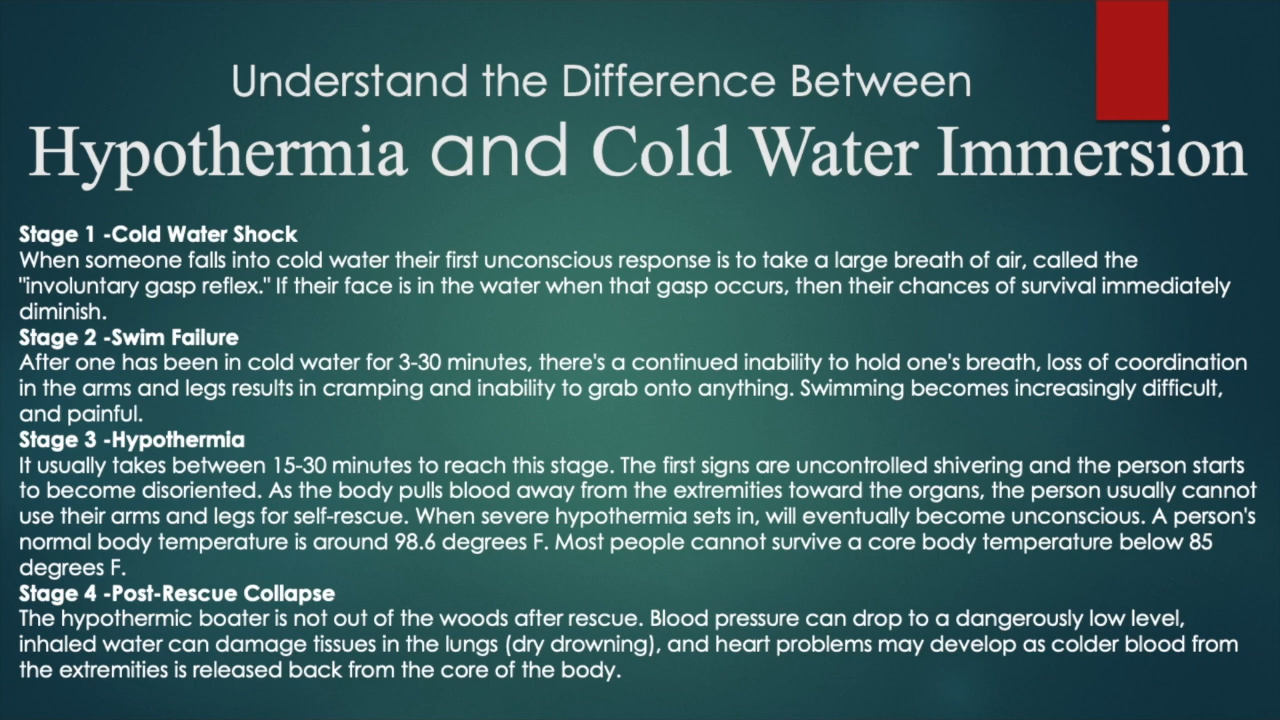 Understand the Difference Between
Hypothermia and Cold Water Immersion
Stage 1 -Cold Water Shock
When someone falls into cold water their first unconscious response is to take a large breath of air, called the
"involuntary gasp reflex." If their face is in the water when that gasp occurs, then their chances of survival immediately
diminish.
Stage 2 -Swim Failure
After one has been in cold water for 3-30 minutes, there's a continued inability to hold one's breath, loss of coordination
in the arms and legs results in cramping and inability to grab onto anything. Swimming becomes increasingly difficult,
and painful.
Stage 3 -Hypothermia
It usually takes between 15-30 minutes to reach this stage. The first signs are uncontrolled shivering and the person starts
to become disoriented. As the body pulls blood away from the extremities toward the organs, the person usually cannot
use their arms and legs for self-rescue. When severe hypothermia sets in, will eventually become unconscious. A person's
normal body temperature is around 98.6 degrees F. Most people cannot survive a core body temperature below 85
degrees F.
Stage 4 -Post-Rescue Collapse
The hypothermic boater is not out of the woods after rescue. Blood pressure can drop to a dangerously low level,
inhaled water can damage tissues in the lungs (dry drowning), and heart problems may develop as colder blood from
the extremities is released back from the core of the body.